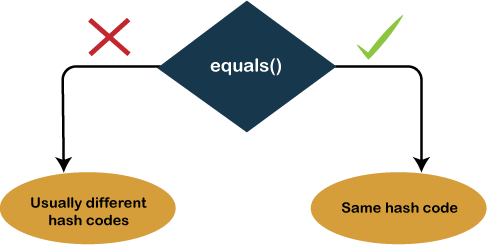 equals()
Usually different
hash codes
Same hash code